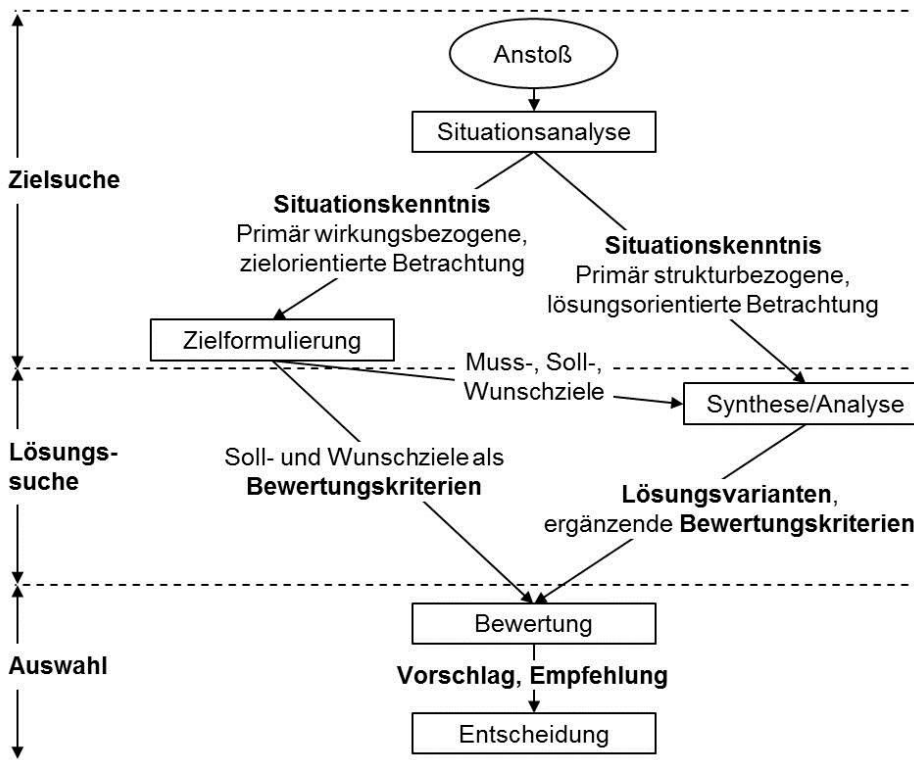 Anstoß
Situationsanalyse
Zielsuche
Situationskenntnis
Primär wirkungsbezogene,
zielorientierte Betrachtung
Situationskenntnis
Primär strukturbezogene,
lösungsorientierte Betrachtung
Zielformulierung
Muss-, Soll-,
Wunschziele
Synthese/Analyse
Lösungs-
suche
Soll- und Wunschziele als
Bewertungskriterien
Lösungsvarianten,
ergänzende Bewertungskriterien
Bewertung
Auswahl
Vorschlag, Empfehlung
Entscheidung